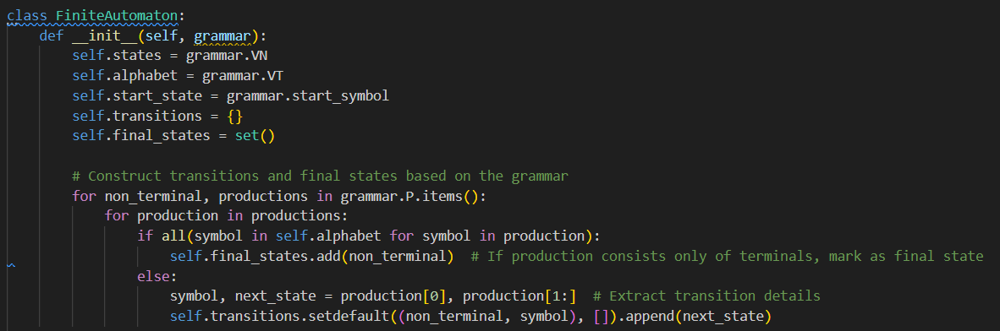 class FiniteAutomaton:
    def __init__(self, grammar):
        self.states = grammar.VN
        self.alphabet = grammar.VT
        self.start_state = grammar.start_symbol
        self.transitions = {}
        self.final_states = set()

        # Construct transitions and final states based on the grammar
        for non_terminal, productions in grammar.P.items():
            for production in productions:
                if all(symbol in self.alphabet for symbol in production):
                    self.final_states.add(non_terminal)  # If production consists only of terminals, mark as final state
                else:
                    symbol, next_state = production[0], production[1:]  # Extract transition details
                    self.transitions.setdefault((non_terminal, symbol), []).append(next_state)